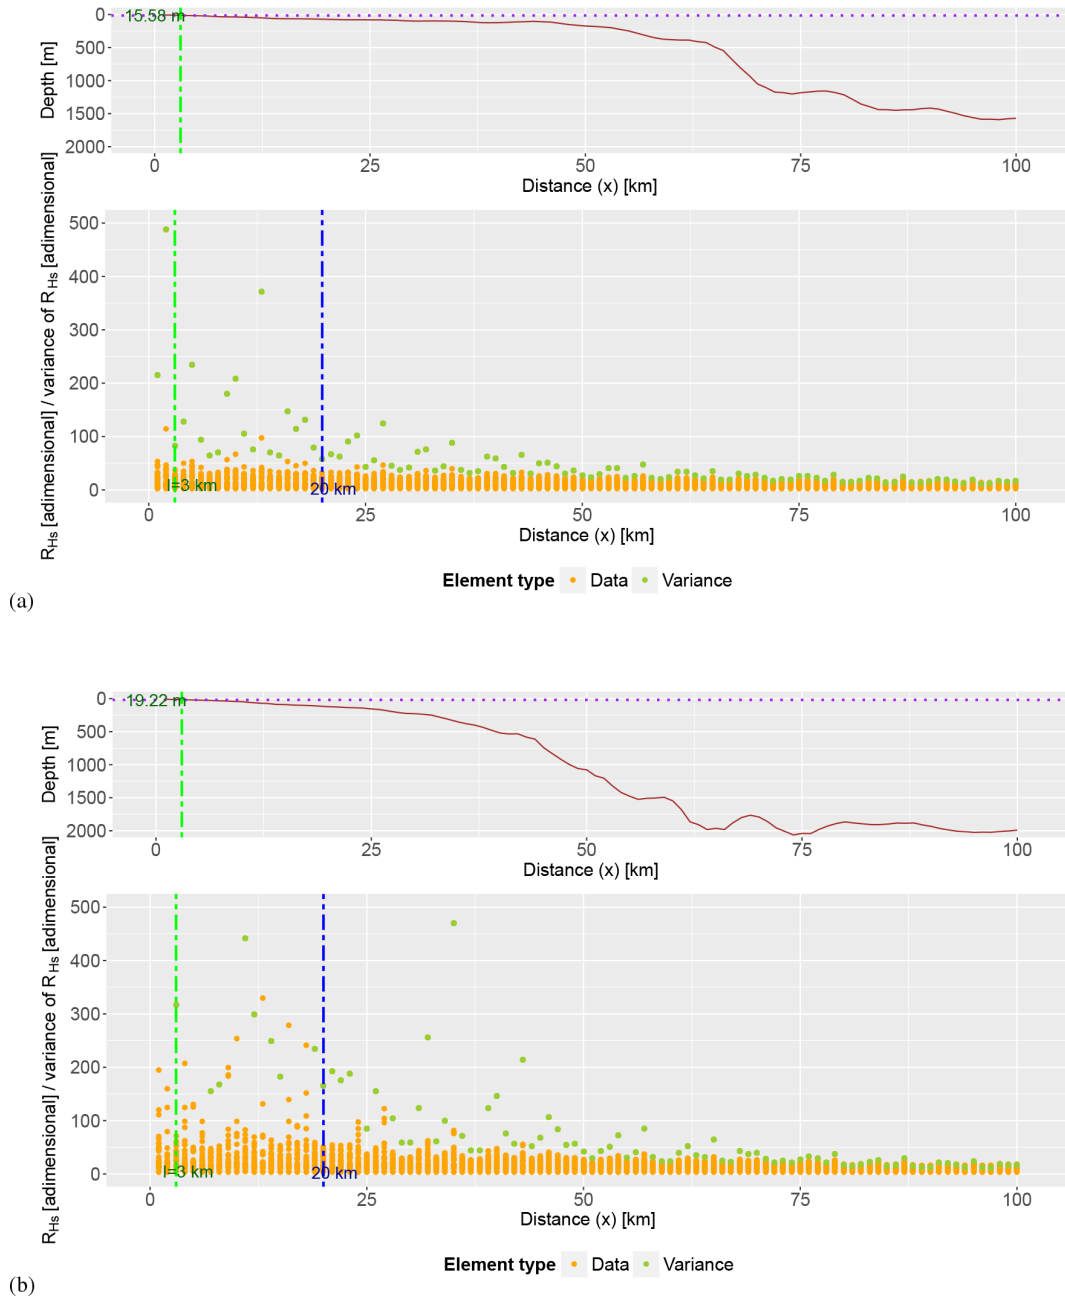 Depth [m]
0
500
1000
1500
2000
15.58 m
0 25 50 75 100
Distance (x) [km]
R_Hs [adimensional] / variance of R_Hs [adimensional]
500
400
300
200
100
0
l=3 km
20 km
0 25 50 75 100
Distance (x) [km]
Element type Data Variance
(a)
Depth [m]
0
500
1000
1500
2000
19.22 m
0 25 50 75 100
Distance (x) [km]
R_Hs [adimensional] / variance of R_Hs [adimensional]
500
400
300
200
100
0
l=3 km
20 km
0 25 50 75 100
Distance (x) [km]
Element type Data Variance
(b)